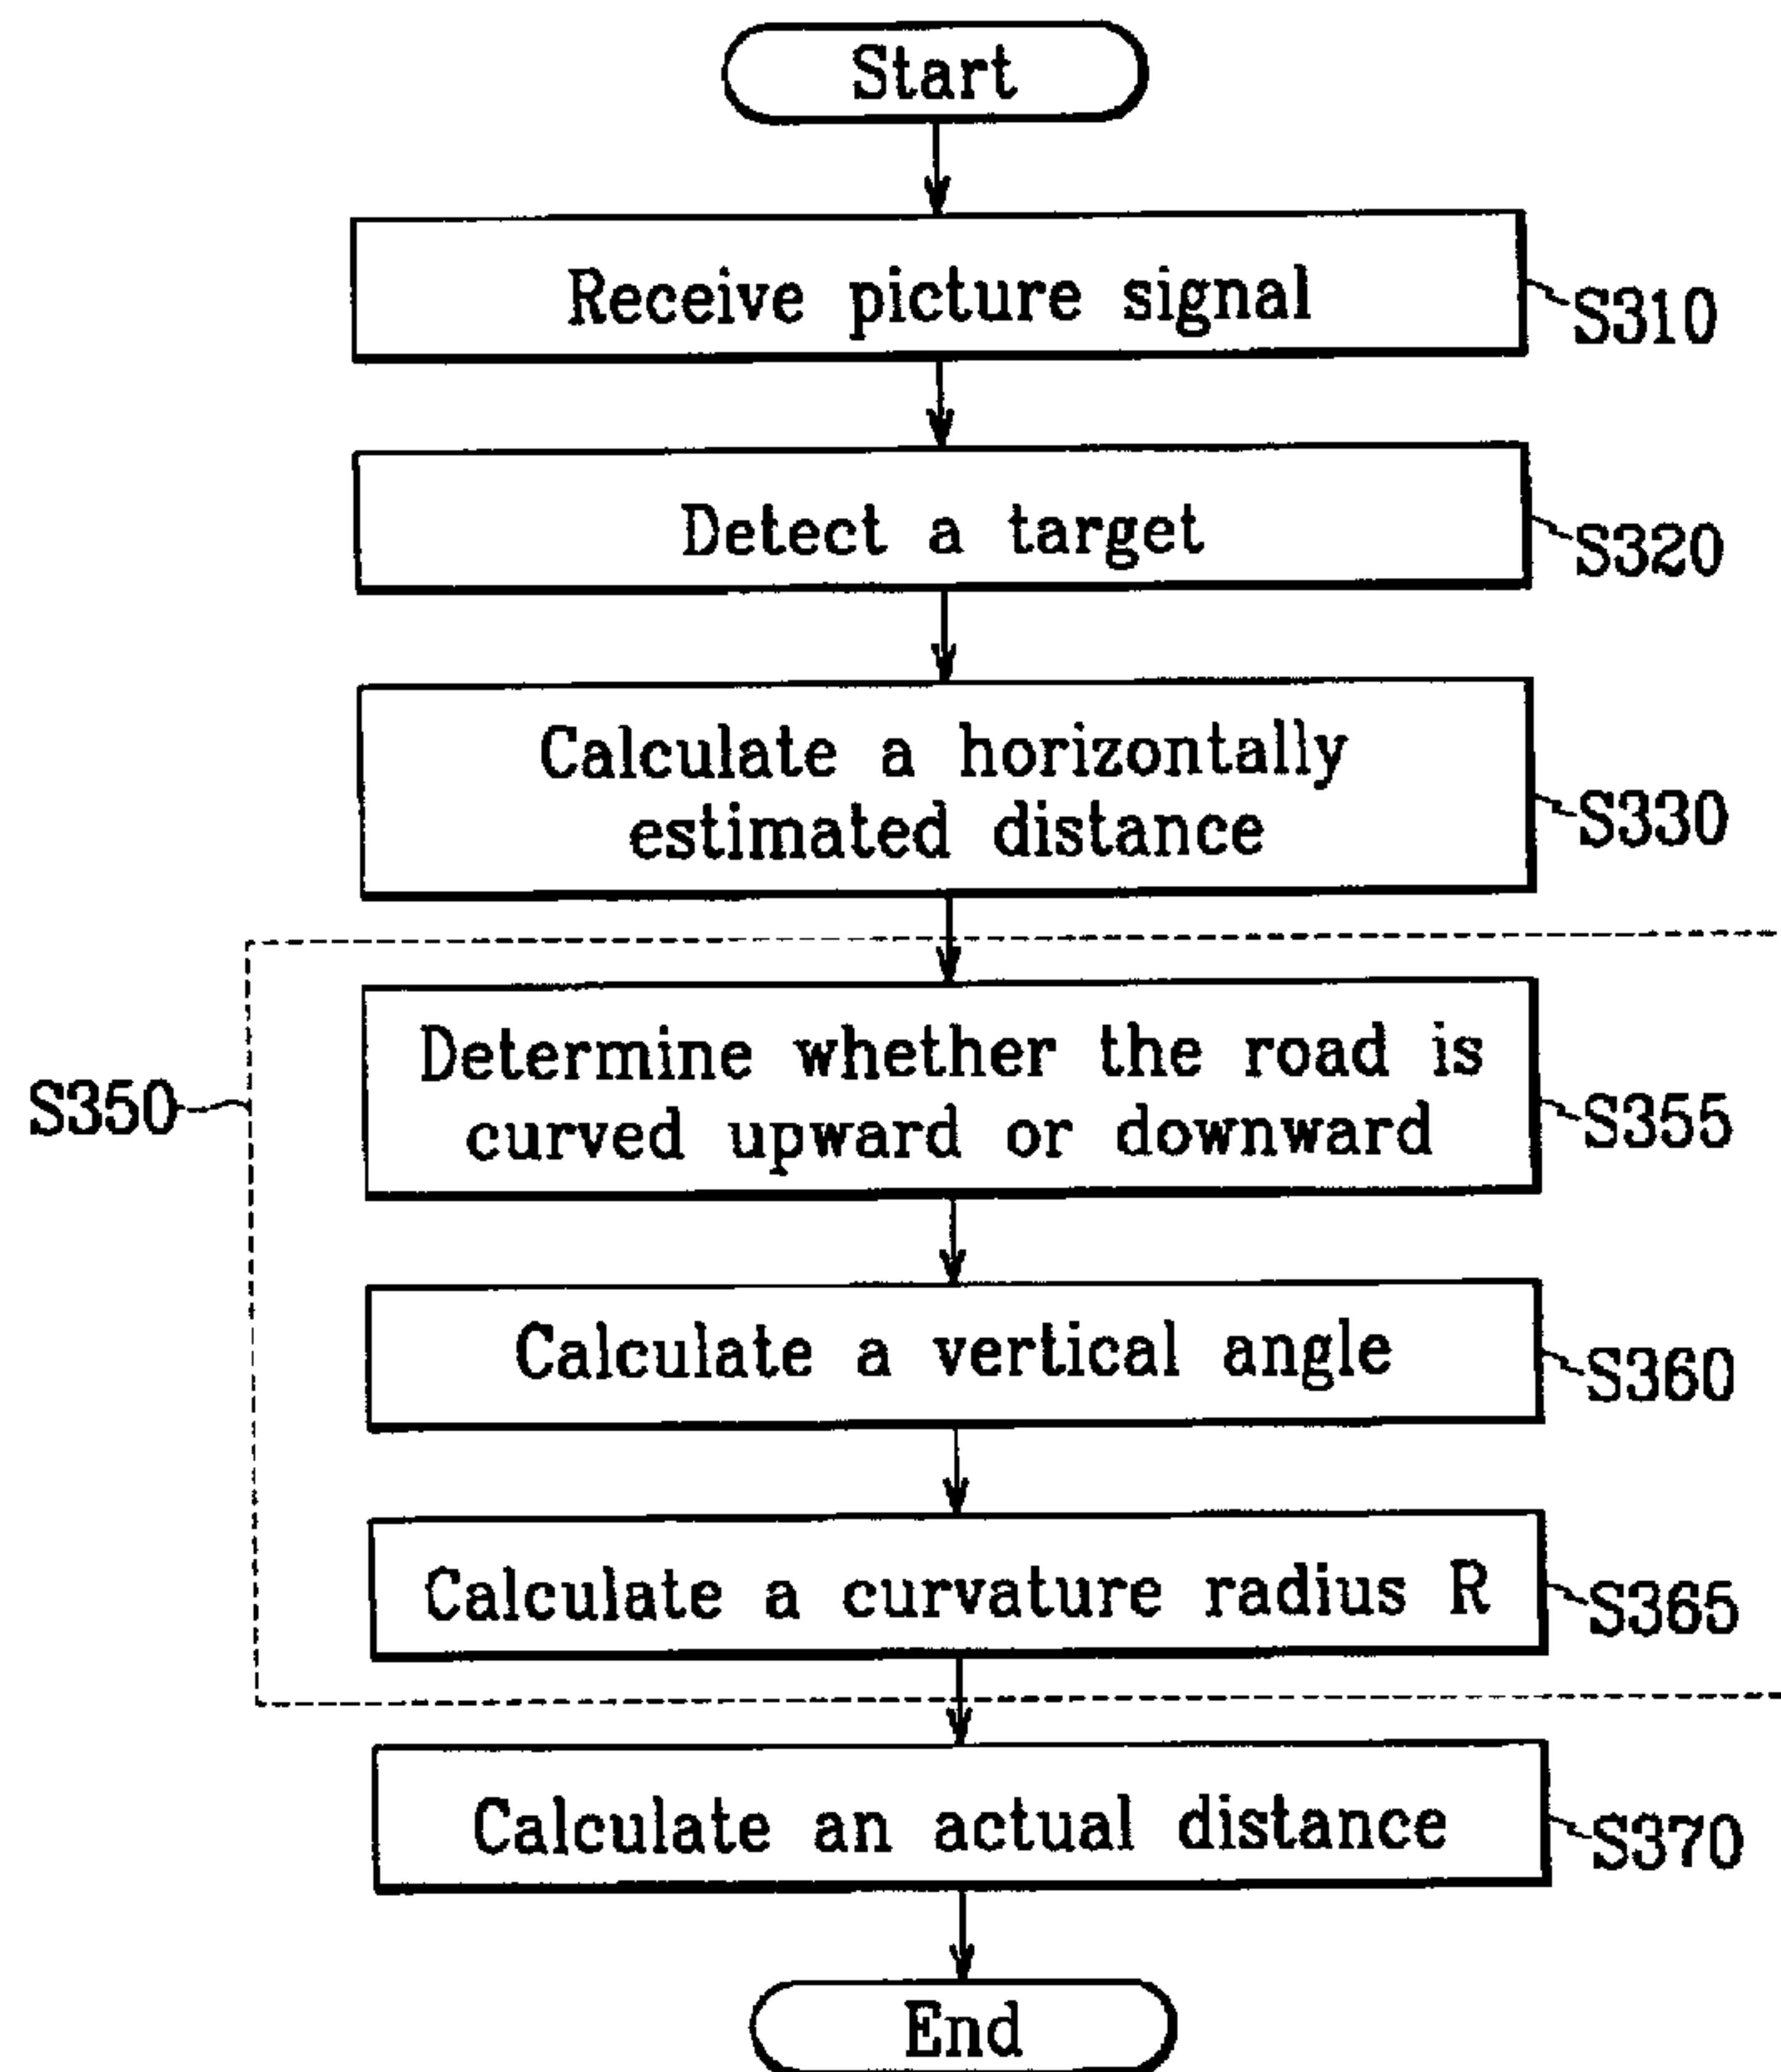 Start
Receive picture signal
S310
Detect a target
S320
Calculate a horizontally
estimated distance
S330
S350
Determine whether the road is
curved upward or downward
S355
Calculate a vertical angle
S360
Calculate a curvature radius R
S365
Calculate an actual distance
S370
End